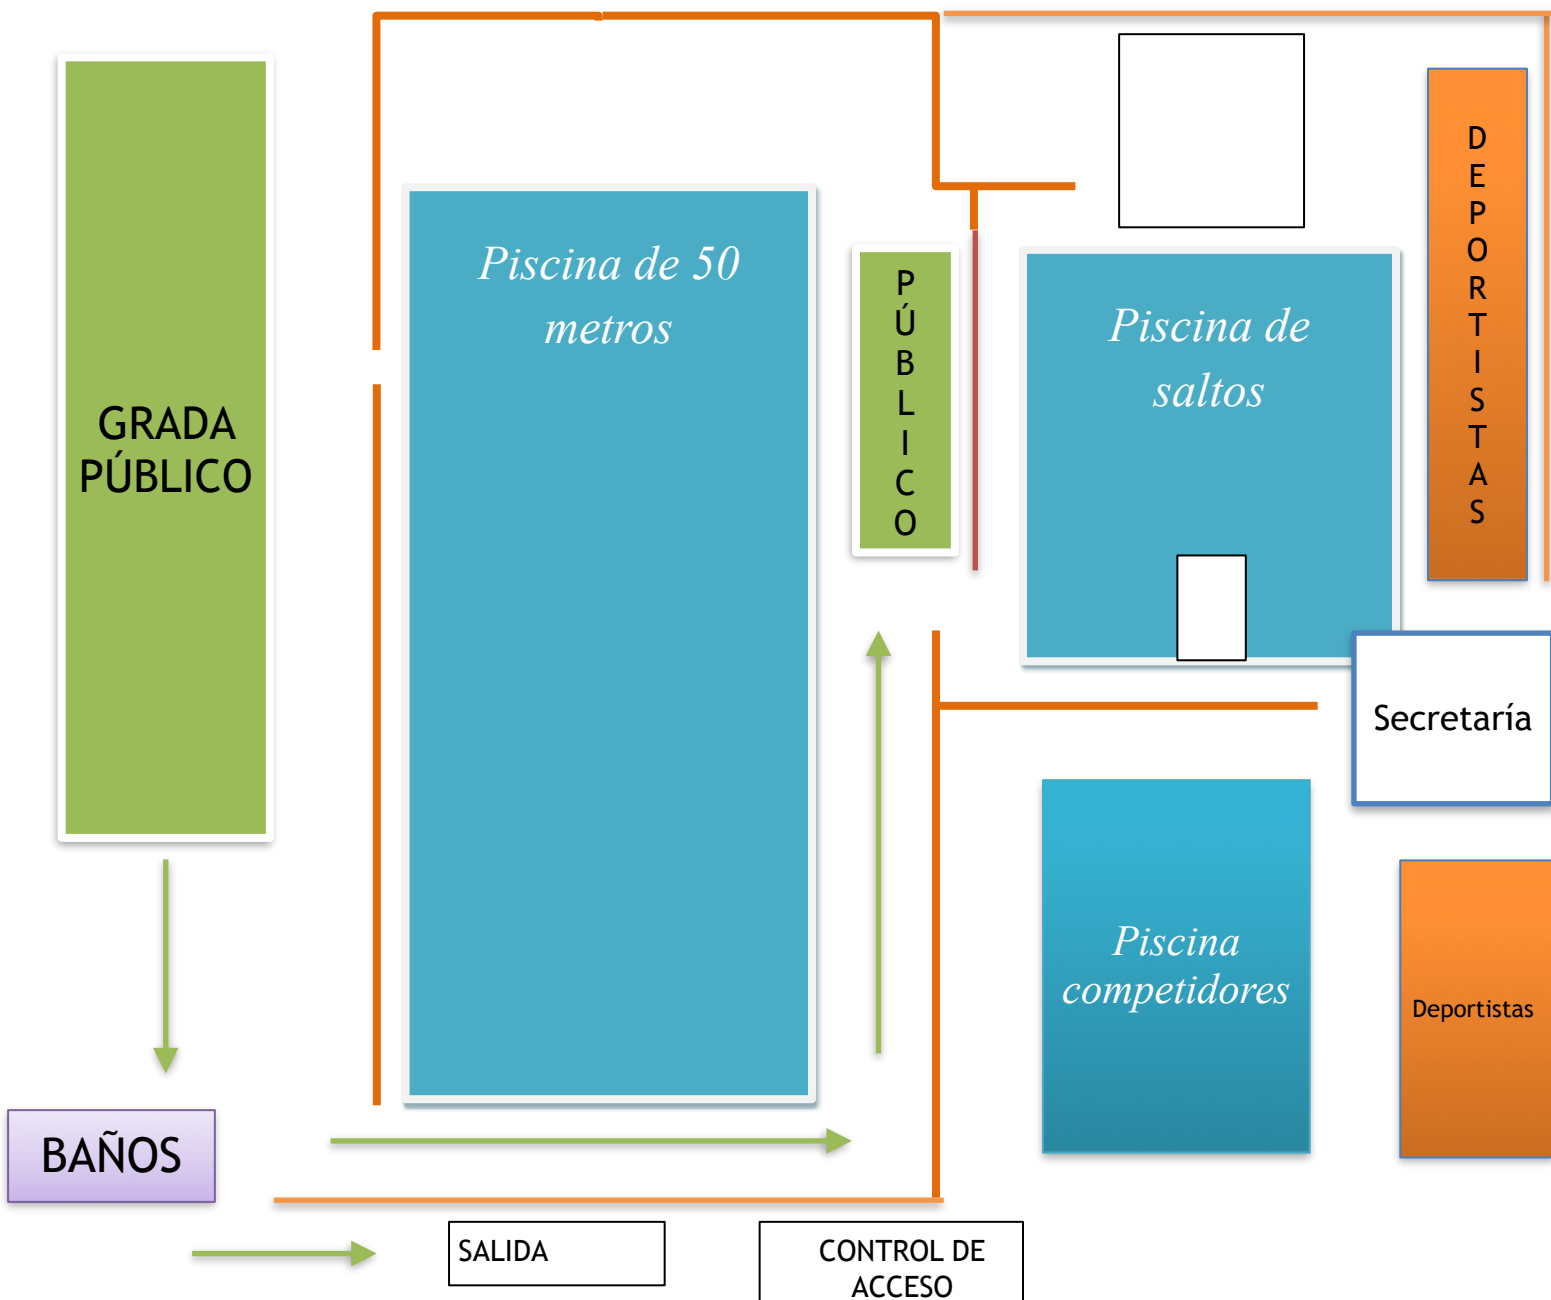 GRADA
PÚBLICO
Piscina de 50
metros
P
Ú
B
L
I
C
O
Piscina de
saltos
D
E
P
O
R
T
I
S
T
A
S
Secretaría
Piscina
competidores
Deportistas
BAÑOS
SALIDA
CONTROL DE
ACCESO